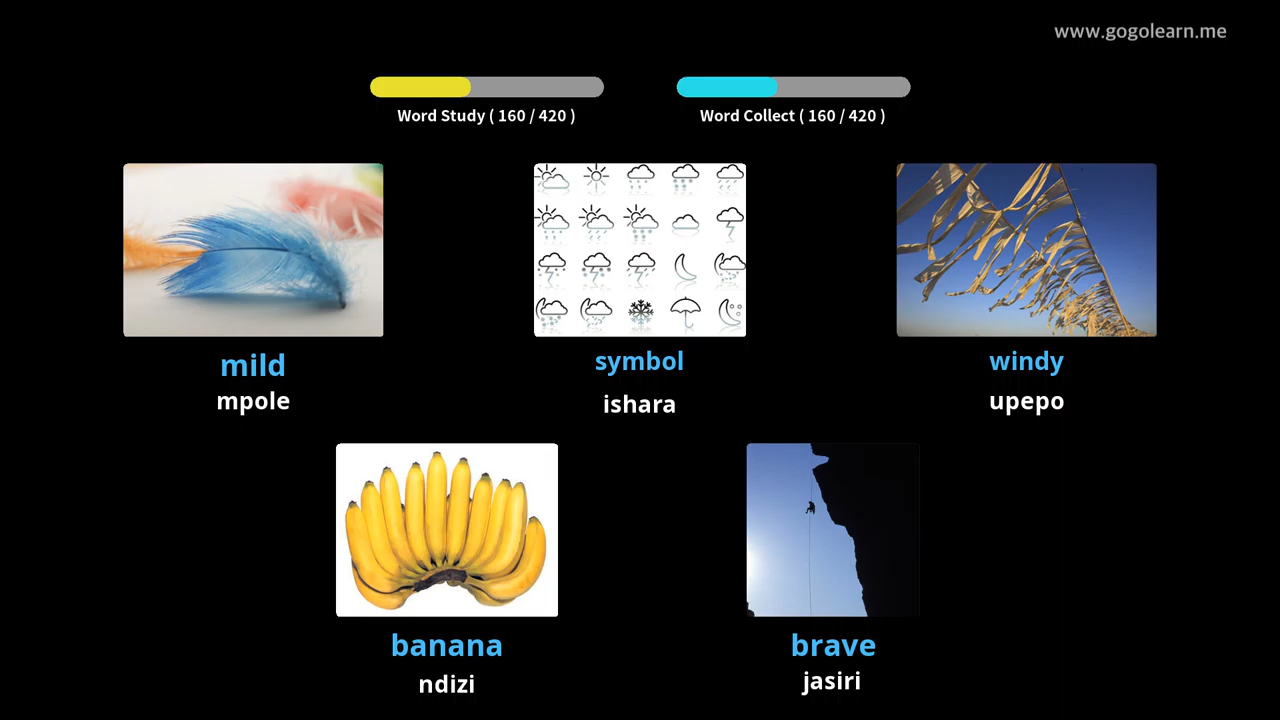 www.gogolearn.me
Word Study ( 160 / 420 )
Word Collect ( 160 / 420 )
mild
mpole
symbol
ishara
windy
upepo
banana
ndizi
brave
jasiri